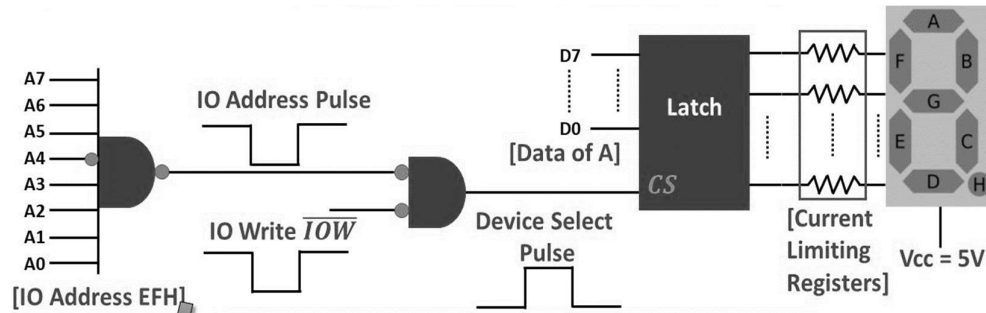 A7
A6
A5
A4
A3
A2
A1
A0
[IO Address EFH]
IO Address Pulse
IO Write \overline{IOW}
Device Select
Pulse
D7
D0
[Data of A]
Latch
CS
[Current
Limiting
Registers]
A
F
B
G
E
C
D
H
Vcc = 5V